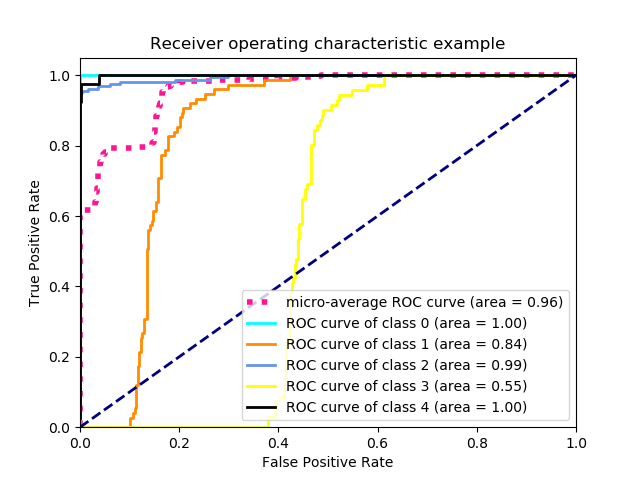 Receiver operating characteristic example
True Positive Rate
1.0
0.8
0.6
0.4
0.2
0.0
micro-average ROC curve (area = 0.96)
ROC curve of class 0 (area = 1.00)
ROC curve of class 1 (area = 0.84)
ROC curve of class 2 (area = 0.99)
ROC curve of class 3 (area = 0.55)
ROC curve of class 4 (area = 1.00)
0.0 0.2 0.4 0.6 0.8 1.0
False Positive Rate